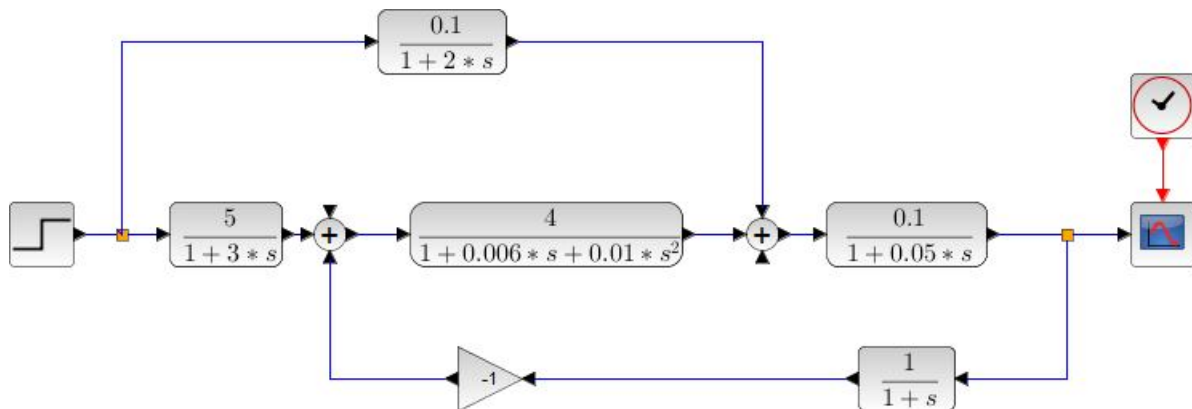 0.1
1 + 2 * s
5
1 + 3 * s
+
4
1 + 0.006 * s + 0.01 * s²
+
0.1
1 + 0.05 * s
-1
1
1 + s